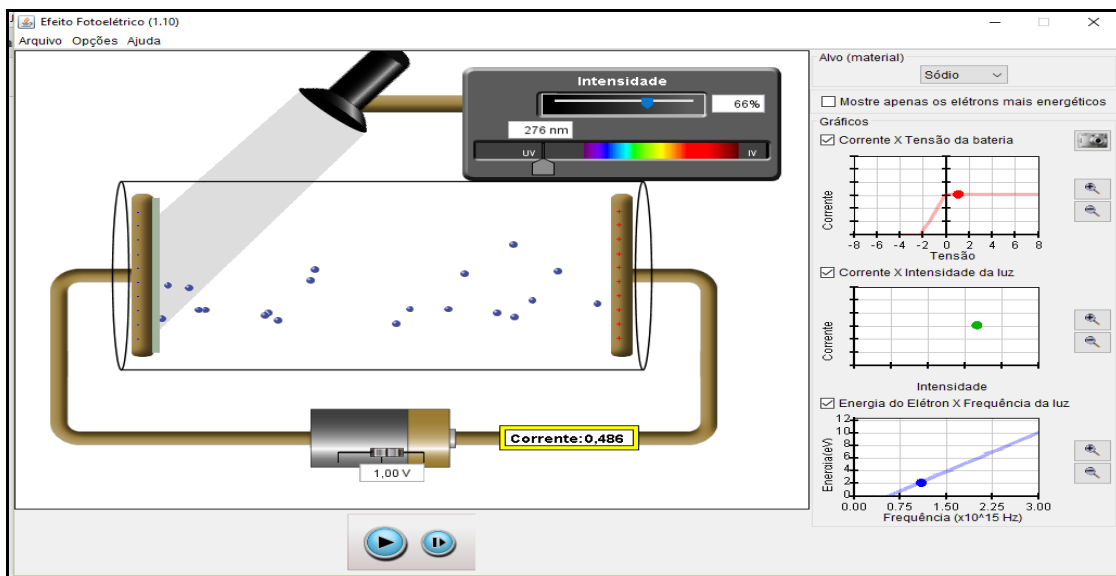 Efeito Fotoelétrico (1.10)
Arquivo Opções Ajuda
Intensidade
66%
276 nm
UV
IV
Corrente:0,486
1,00 V
Alvo (material)
Sódio
Mostre apenas os elétrons mais energéticos
Gráficos
Corrente X Tensão da bateria
Corrente
-8 -6 -4 -2 0 2 4 6 8
Tensão
Corrente X Intensidade da luz
Corrente
Intensidade
Energia do Elétron X Frequência da luz
Energia(eV)
12
10
8
6
4
2
0
0.00 0.75 1.50 2.25 3.00
Frequência (x10^15 Hz)